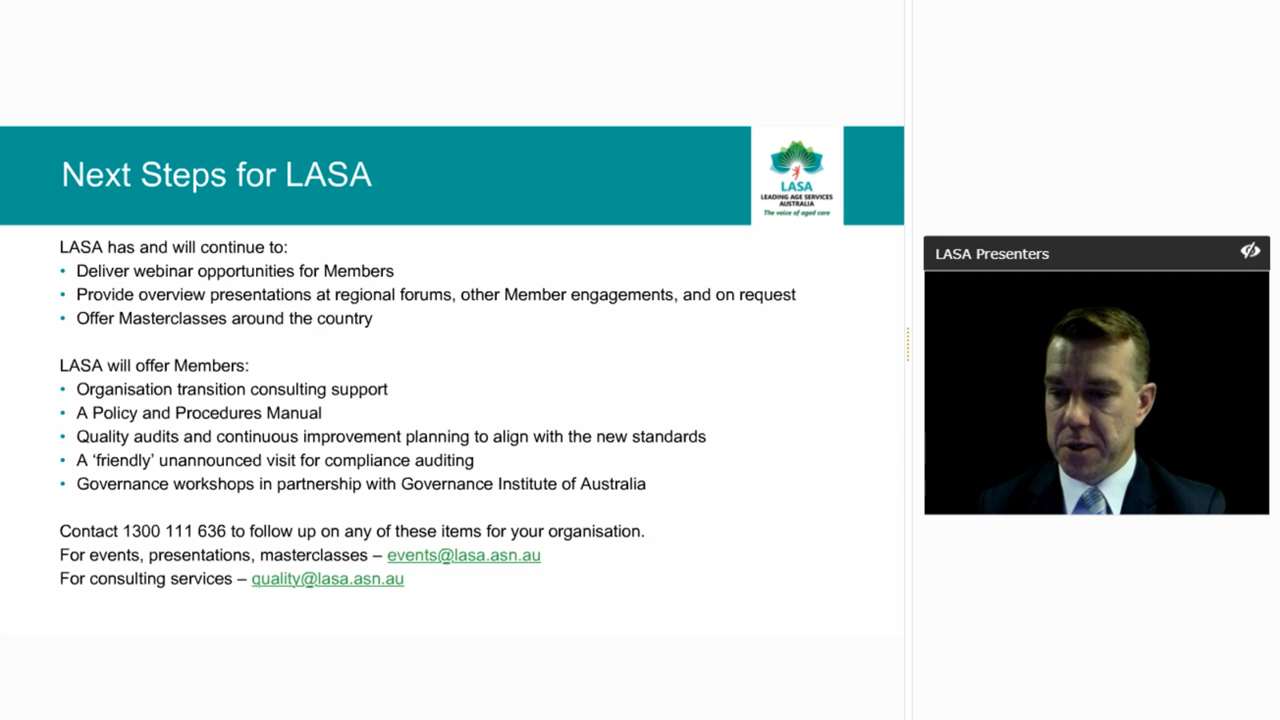 Next Steps for LASA
LASA
LEADING AGE SERVICES
AUSTRALIA
The voice of aged care
LASA has and will continue to:
• Deliver webinar opportunities for Members
• Provide overview presentations at regional forums, other Member engagements, and on request
• Offer Masterclasses around the country
LASA will offer Members:
• Organisation transition consulting support
• A Policy and Procedures Manual
• Quality audits and continuous improvement planning to align with the new standards
• A ‘friendly’ unannounced visit for compliance auditing
• Governance workshops in partnership with Governance Institute of Australia
Contact 1300 111 636 to follow up on any of these items for your organisation.
For events, presentations, masterclasses – events@lasa.asn.au
For consulting services – quality@lasa.asn.au
LASA Presenters